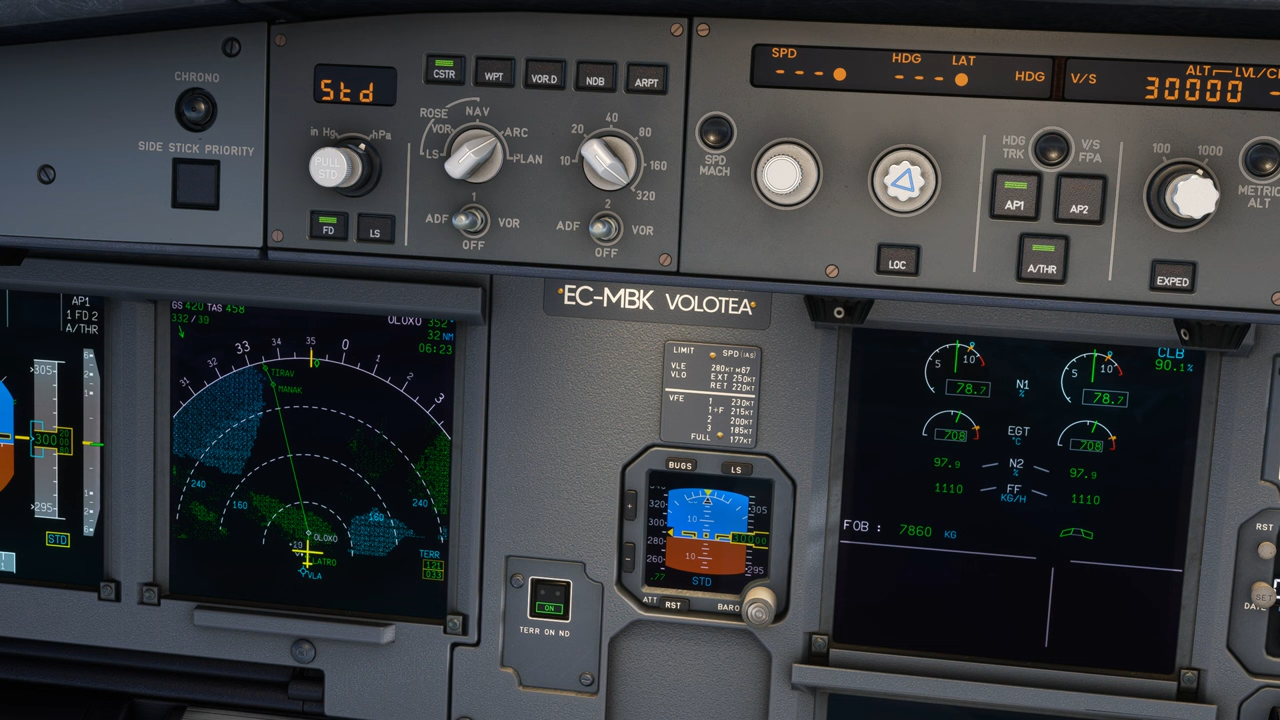 CHRONO
SIDE STICK PRIORITY
Std
in Hg hPa
PULL STD
FD LS
CSTR WPT VOR.D NDB ARPT
ROSE
LS VOR NAV ARC PLAN
10 20 40 80 160 320
ADF 1 VOR
OFF
ADF 2 VOR
OFF
SPD HDG LAT
--- ---
HDG V/S
ALT LVL/C
30000
SPD
MACH
HDG V/S
TRK FPA
AP1 AP2
A/THR
LOC
100 1000
METRIC
ALT
EXPED
AP1
1 FD 2
A/THR
305
300
295
STD
GS 420 TAS 458
332/39
OLOXO 352°
32 NM
06:23
31 32 33 34 35 0 1 2 3
TIRAV
MANAK
240 240
160 160
OLOXO
+19
LATRO
VLA
TERR
121
033
EC-MBK VOLOTEA
LIMIT SPD (IAS)
VLE 280KT M67
VLO EXT 250KT
RET 220KT
VFE 1 230KT
1+F 215KT
2 200KT
3 185KT
FULL 177KT
BUGS LS
+
-
320
300
280
260
10
10
305
30000
295
.77
STD
ATT RST BARO
ON
TERR ON ND
CLB
90.1%
5 10 5 10
78.7 N1 % 78.7
708 EGT °C 708
97.9 N2 % 97.9
1110 FF KG/H 1110
FOB : 7860 KG
RST
SET